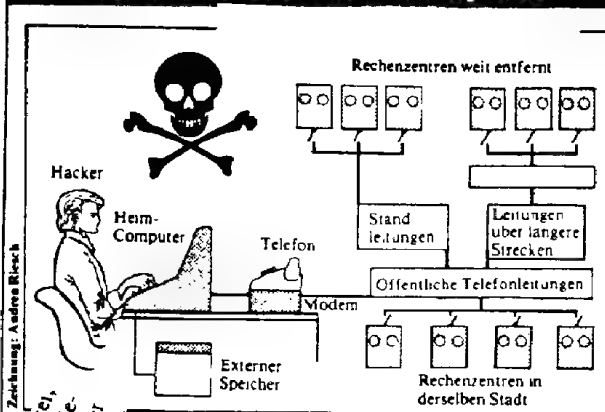 Rechenzentren weit entfernt
Hacker
Heim-
Computer
Telefon
Modem
Externer
Speicher
Stand
leitungen
Leitungen
über längere
Strecken
Öffentliche Telefonleitungen
Rechenzentren in
derselben Stadt
Zeichnung: Andrea Riesch